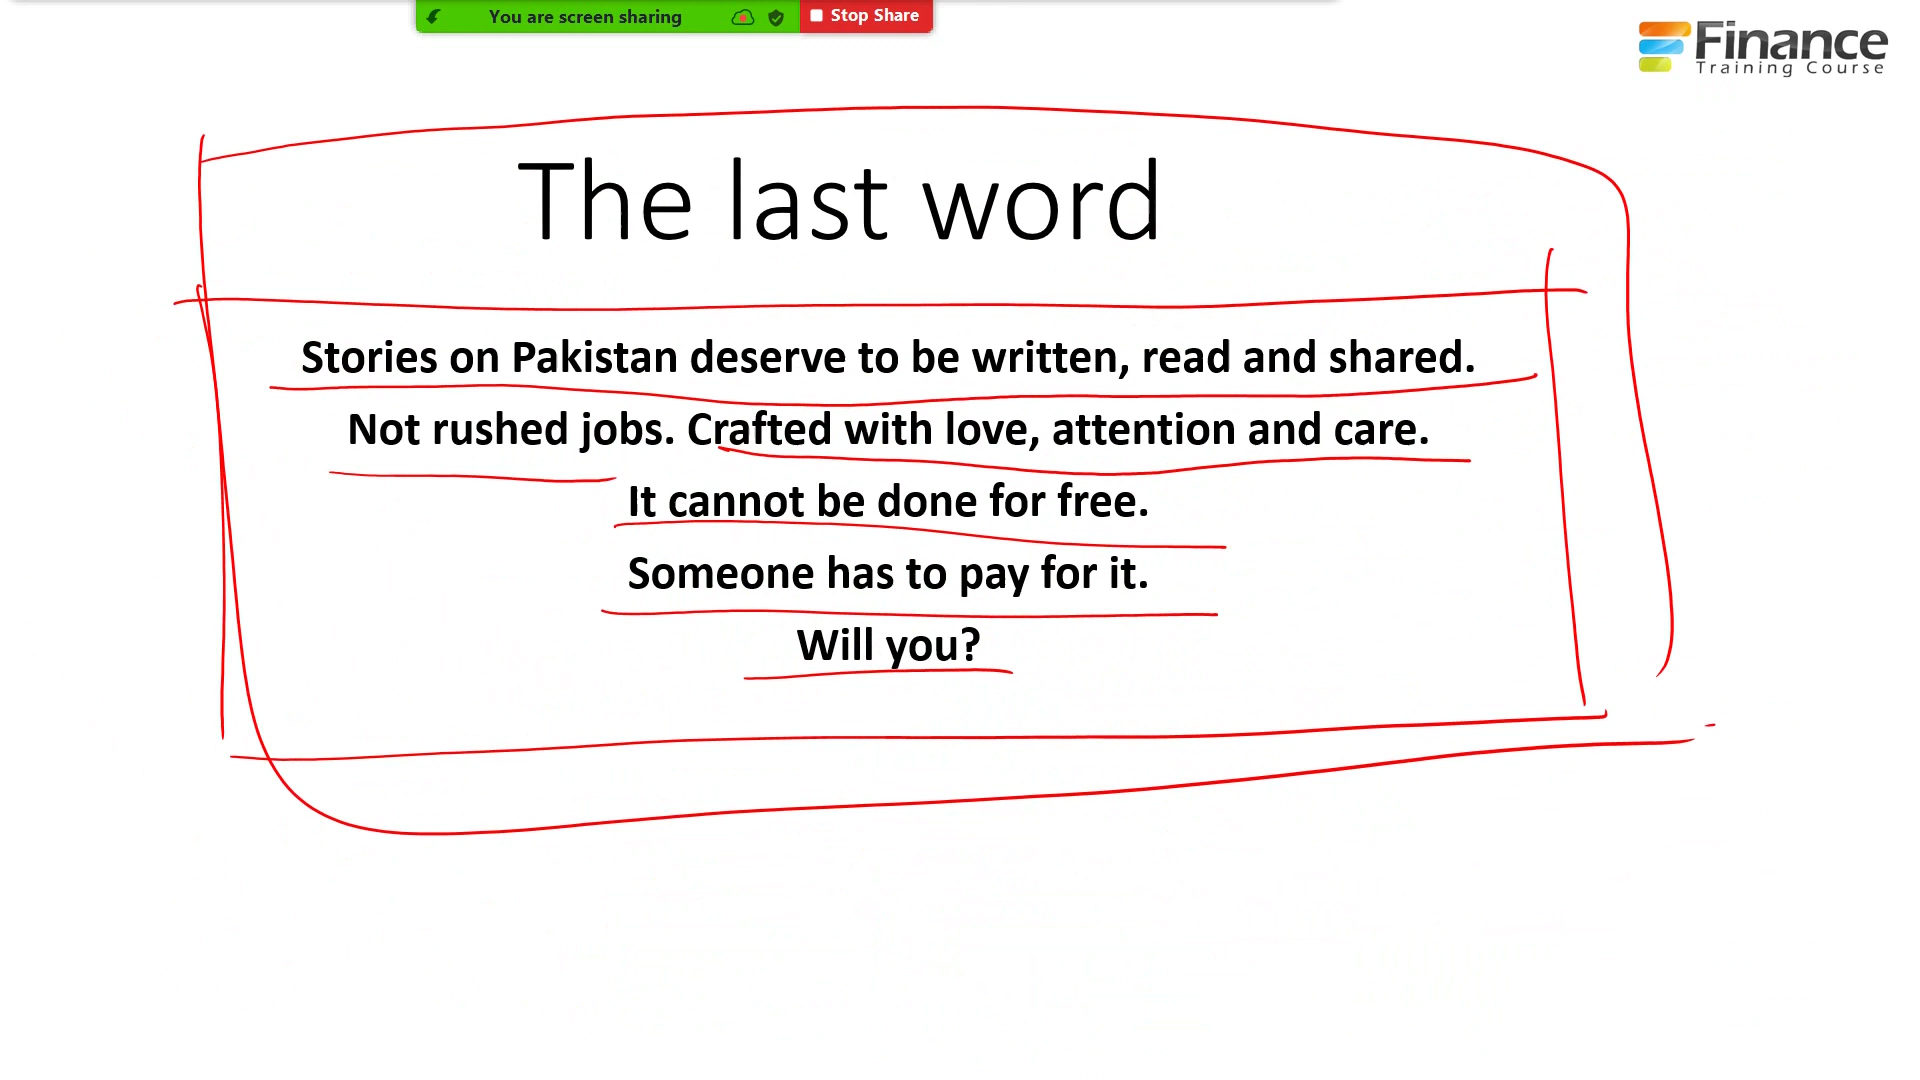 You are screen sharing
Stop Share
Finance
Training Course
The last word
Stories on Pakistan deserve to be written, read and shared.
Not rushed jobs. Crafted with love, attention and care.
It cannot be done for free.
Someone has to pay for it.
Will you?